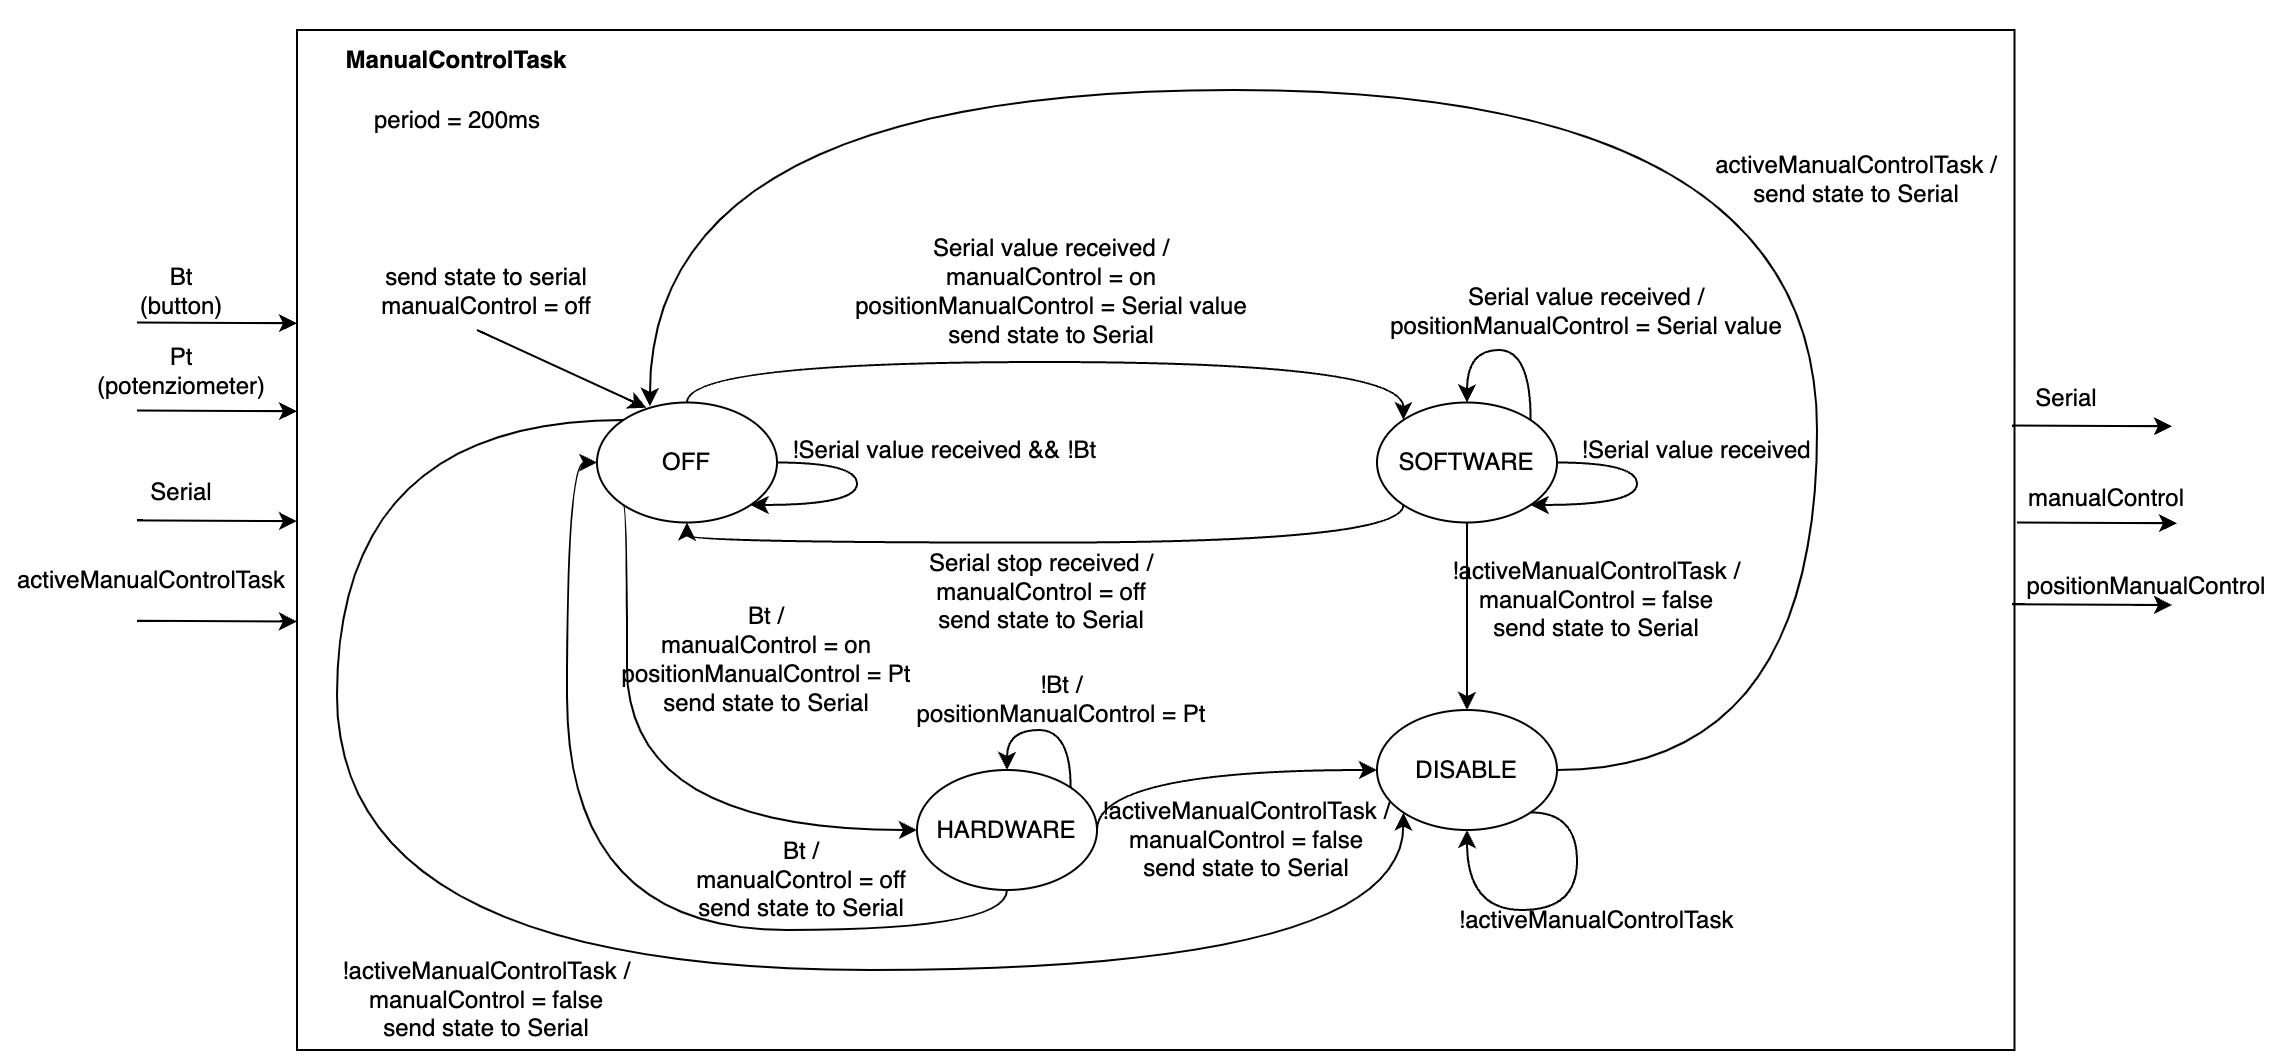 ManualControlTask
period = 200ms
activeManualControlTask /
send state to Serial
Bt
(button)
Pt
(potenziometer)
Serial
activeManualControlTask
send state to serial
manualControl = off
Serial value received /
manualControl = on
positionManualControl = Serial value
send state to Serial
Serial value received /
positionManualControl = Serial value
OFF
!Serial value received && !Bt
SOFTWARE
!Serial value received
Serial stop received /
manualControl = off
send state to Serial
!activeManualControlTask /
manualControl = false
send state to Serial
Bt /
manualControl = on
positionManualControl = Pt
send state to Serial
!Bt /
positionManualControl = Pt
HARDWARE
DISABLE
!activeManualControlTask /
manualControl = false
send state to Serial
Bt /
manualControl = off
send state to Serial
!activeManualControlTask
!activeManualControlTask /
manualControl = false
send state to Serial
Serial
manualControl
positionManualControl